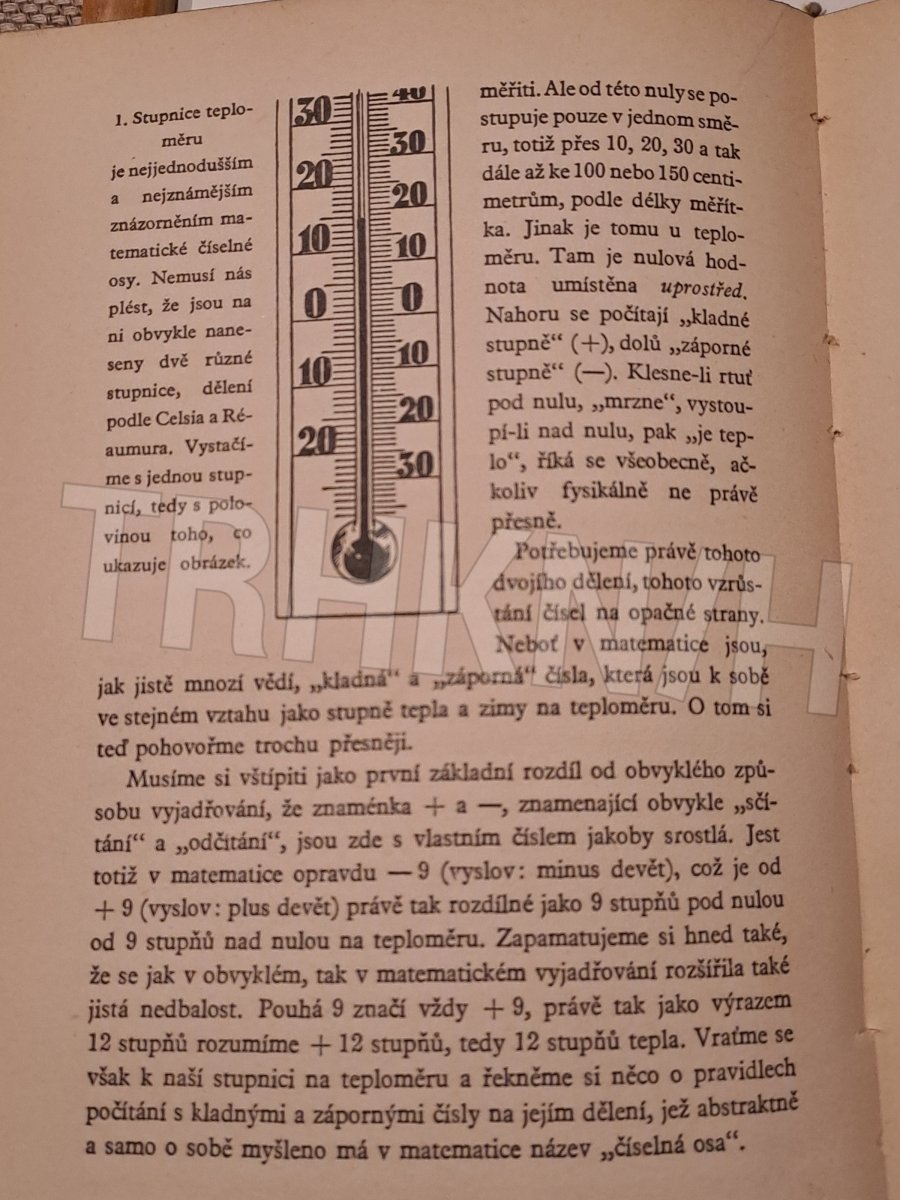 1. Stupnice teplo-
měru
je nejjednodušším
a nejznámějším
znázorněním ma-
tematické číselné
osy. Nemusí nás
plést, že jsou na
ni obvykle nane-
seny dvě různé
stupnice, dělení
podle Celsia a Ré-
aumura. Vystačí-
me s jednou stup-
nicí, tedy s polo-
vinou toho, co
ukazuje obrázek.
30
20
10
0
10
20
40
30
20
10
0
10
20
30
měřiti. Ale od této nuly se po-
stupuje pouze v jednom smě-
ru, totiž přes 10, 20, 30 a tak
dále až ke 100 nebo 150 centi-
metrům, podle délky měřít-
ka. Jinak je tomu u teplo-
měru. Tam je nulová hod-
nota umístěna uprostřed.
Nahoru se počítají „kladné
stupně“ (+), dolů „záporné
stupně“ (—). Klesne-li rtuť
pod nulu, „mrzne“, vystou-
pí-li nad nulu, pak „je tep-
lo“, říká se všeobecně, ač-
koliv fysikálně ne právě
přesně.
Potřebujeme právě tohoto
dvojího dělení, tohoto vzrůs-
tání čísel na opačné strany.
Neboť v matematice jsou,
jak jistě mnozí vědí, „kladná“ a „záporná“ čísla, která jsou k sobě
ve stejném vztahu jako stupně tepla a zimy na teploměru. O tom si
teď pohovořme trochu přesněji.
Musíme si vštípiti jako první základní rozdíl od obvyklého způ-
sobu vyjadřování, že znaménka + a —, znamenající obvykle „sčí-
tání“ a „odčítání“, jsou zde s vlastním číslem jakoby srostlá. Jest
totiž v matematice opravdu — 9 (vyslov: minus devět), což je od
+ 9 (vyslov: plus devět) právě tak rozdílné jako 9 stupňů pod nulou
od 9 stupňů nad nulou na teploměru. Zapamatujeme si hned také,
že se jak v obvyklém, tak v matematickém vyjadřování rozšířila také
jistá nedbalost. Pouhá 9 značí vždy + 9, právě tak jako výrazem
12 stupňů rozumíme + 12 stupňů, tedy 12 stupňů tepla. Vraťme se
však k naší stupnici na teploměru a řekněme si něco o pravidlech
počítání s kladnými a zápornými čísly na jejím dělení, jež abstraktně
a samo o sobě myšleno má v matematice název „číselná osa“.
TRHKNVH